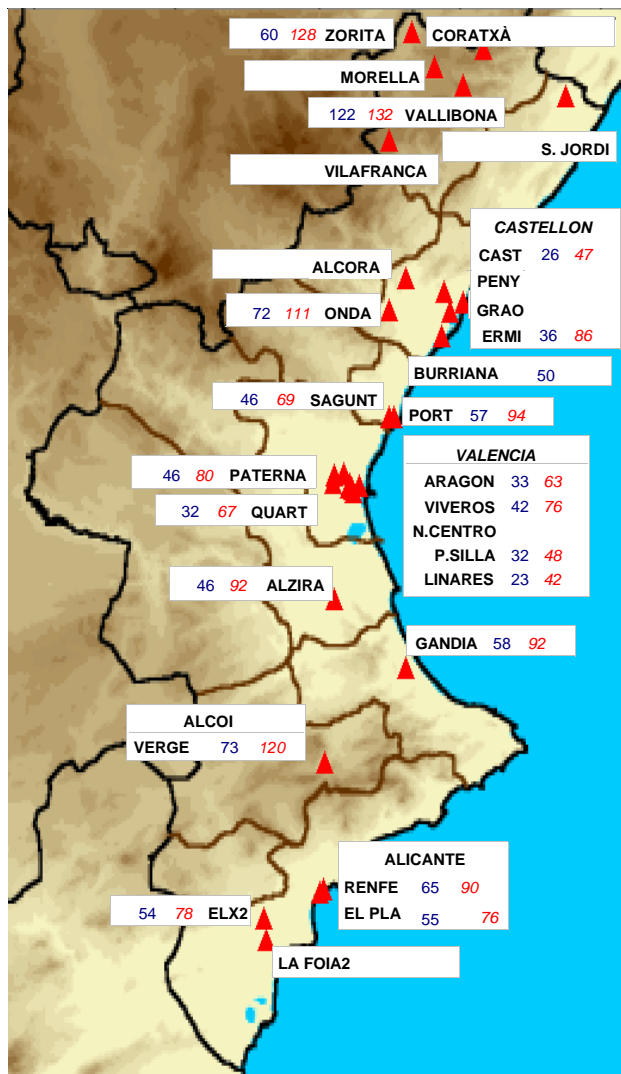 60 128 ZORITA
CORATXÀ
MORELLA
122 132 VALLIBONA
S. JORDI
VILAFRANCA
CASTELLON
CAST 26 47
PENY
GRAO
ERMI 36 86
ALCORA
72 111 ONDA
BURRIANA 50
46 69 SAGUNT
PORT 57 94
VALENCIA
ARAGON 33 63
VIVEROS 42 76
N.CENTRO
P.SILLA 32 48
LINARES 23 42
46 80 PATERNA
32 67 QUART
46 92 ALZIRA
GANDIA 58 92
ALCOI
VERGE 73 120
ALICANTE
RENFE 65 90
EL PLA 55 76
54 78 ELX2
LA FOIA2